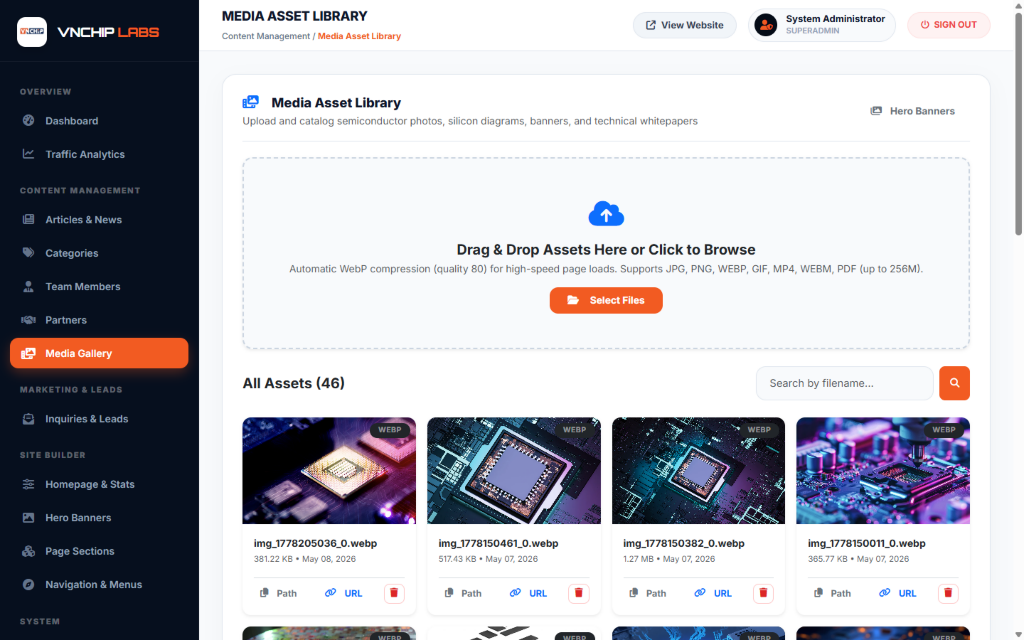 VNCHIP
VNCHIP LABS
OVERVIEW
Dashboard
Traffic Analytics
CONTENT MANAGEMENT
Articles & News
Categories
Team Members
Partners
Media Gallery
MARKETING & LEADS
Inquiries & Leads
SITE BUILDER
Homepage & Stats
Hero Banners
Page Sections
Navigation & Menus
SYSTEM
MEDIA ASSET LIBRARY
Content Management / Media Asset Library
View Website
System Administrator
SUPERADMIN
SIGN OUT
Media Asset Library
Upload and catalog semiconductor photos, silicon diagrams, banners, and technical whitepapers
Hero Banners
Drag & Drop Assets Here or Click to Browse
Automatic WebP compression (quality 80) for high-speed page loads. Supports JPG, PNG, WEBP, GIF, MP4, WEBM, PDF (up to 256M).
Select Files
All Assets (46)
Search by filename...
WEBP
WEBP
WEBP
WEBP
img_1778205036_0.webp
381.22 KB • May 08, 2026
Path
URL
img_1778150461_0.webp
517.43 KB • May 07, 2026
Path
URL
img_1778150382_0.webp
1.27 MB • May 07, 2026
Path
URL
img_1778150011_0.webp
365.77 KB • May 07, 2026
Path
URL
WEBP
WEBP
WEBP
WEBP